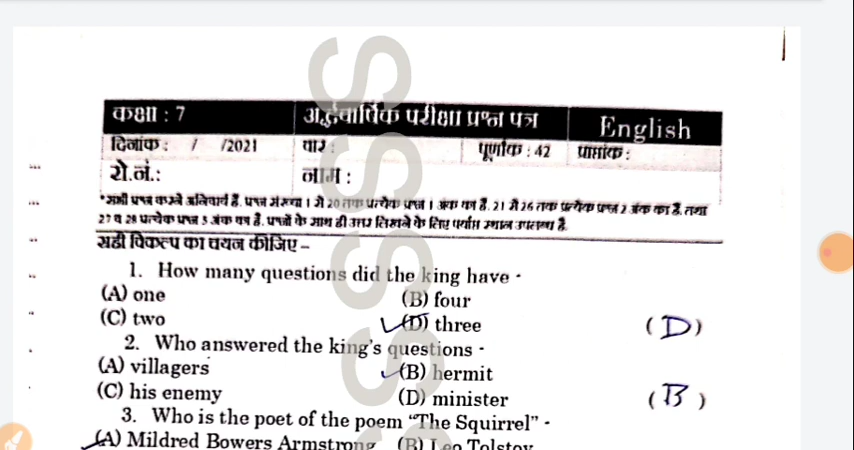 कक्षा : 7 अर्द्धवार्षिक परीक्षा प्रश्न पत्र English
दिनांक : / /2021 वार : पूर्णांक : 42 प्राप्तांक :
रो.नं.: नाम :
*सभी प्रश्न करने अनिवार्य हैं. प्रश्न संख्या 1 से 20 तक प्रत्येक प्रश्न 1 अंक का है. 21 से 26 तक प्रत्येक प्रश्न 2 अंक का है. तथा
27 व 28 प्रत्येक प्रश्न 5 अंक का है. प्रश्नों के साथ ही उत्तर लिखने के लिए पर्याप्त स्थान उपलब्ध है.
सही विकल्प का चयन कीजिए –
1. How many questions did the king have -
(A) one (B) four
(C) two (D) three (D)
2. Who answered the king's questions -
(A) villagers (B) hermit
(C) his enemy (D) minister (B)
3. Who is the poet of the poem “The Squirrel” -
(A) Mildred Bowers Armstrong (B) Leo Tolstoy